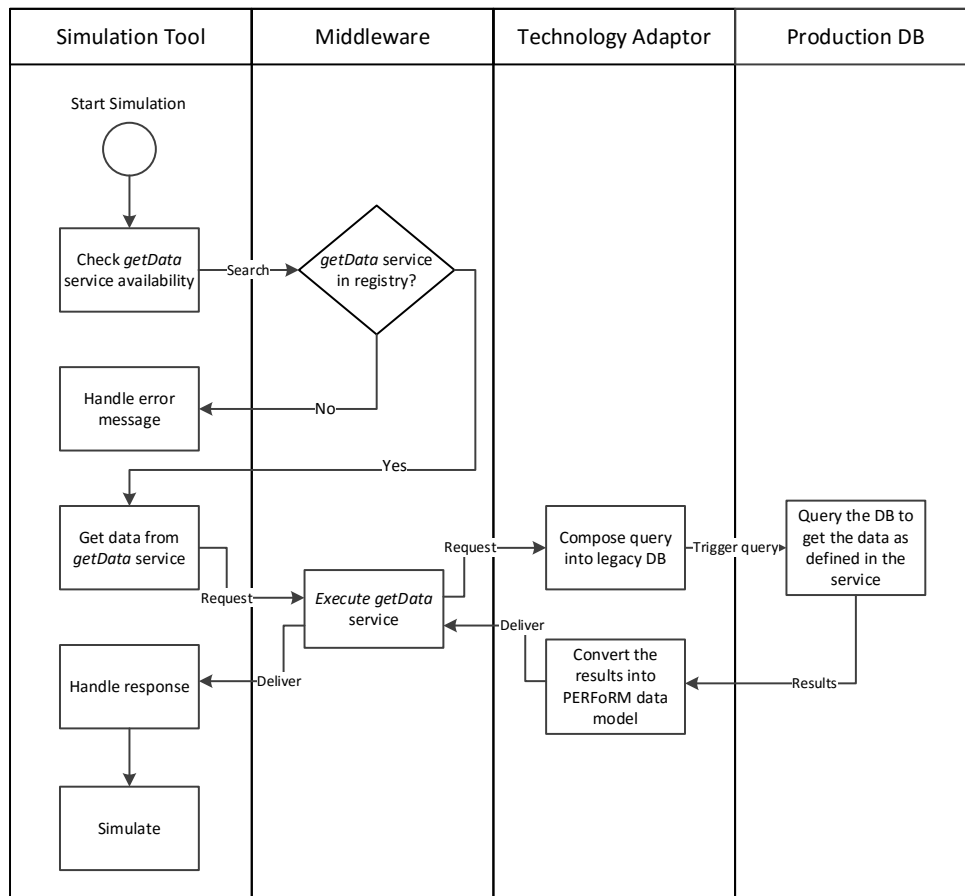 Simulation Tool
Middleware
Technology Adaptor
Production DB
Start Simulation
Check getData
service availability
Search
getData service
in registry?
Handle error
message
No
Yes
Get data from
getData service
Request
Execute getData
service
Request
Compose query
into legacy DB
Trigger query
Query the DB to
get the data as
defined in the
service
Results
Convert the
results into
PERFoRM data
model
Deliver
Deliver
Handle response
Simulate